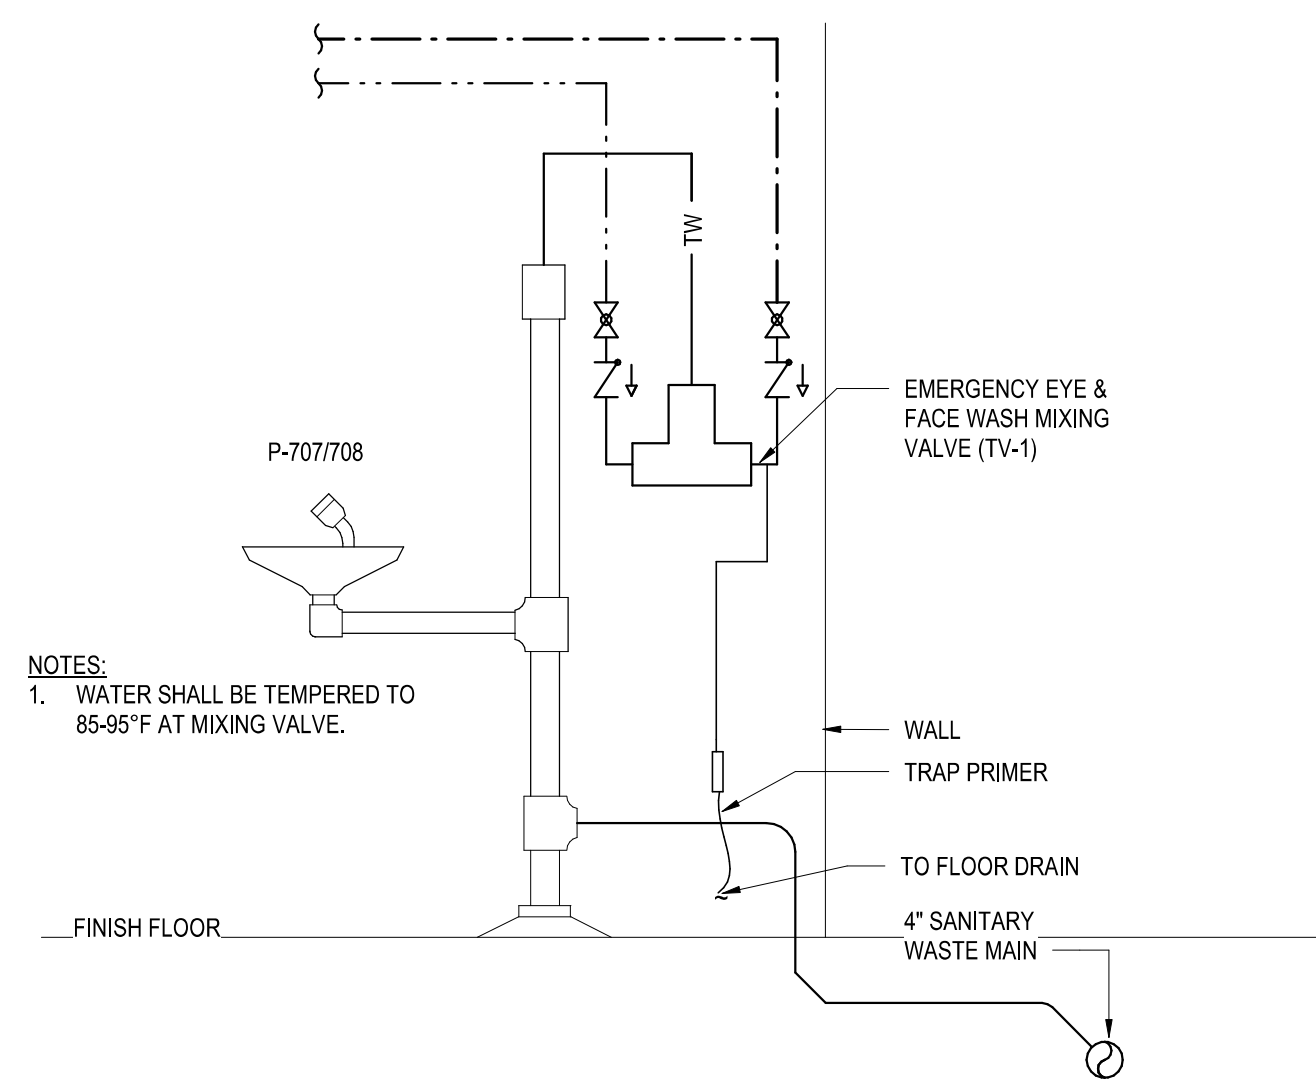 TW
EMERGENCY EYE &
FACE WASH MIXING
VALVE (TV-1)
P-707/708
NOTES:
1. WATER SHALL BE TEMPERED TO
85-95°F AT MIXING VALVE.
WALL
TRAP PRIMER
TO FLOOR DRAIN
FINISH FLOOR
4" SANITARY
WASTE MAIN